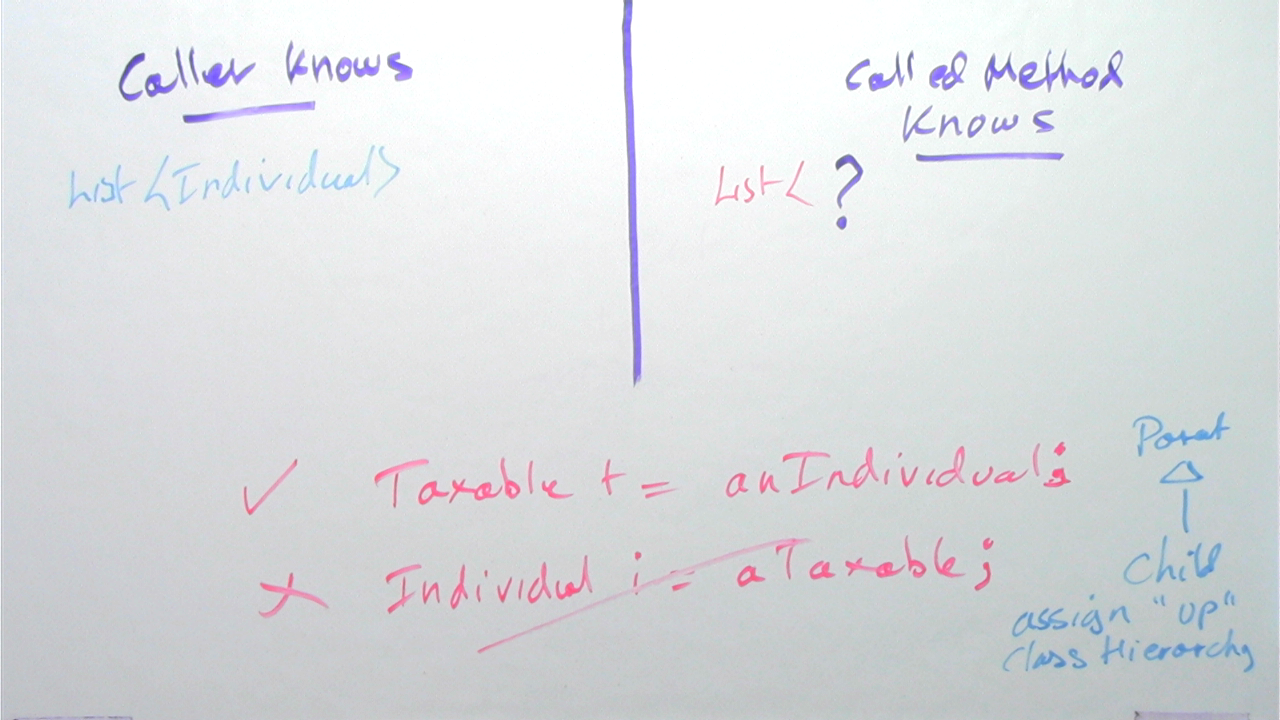 Caller Knows
List <Individual>
Called Method
Knows
List < ?
✓ Taxable t = anIndividual;
✗ Individual i = aTaxable;
Parent
Child
assign "up"
Class Hierarchy